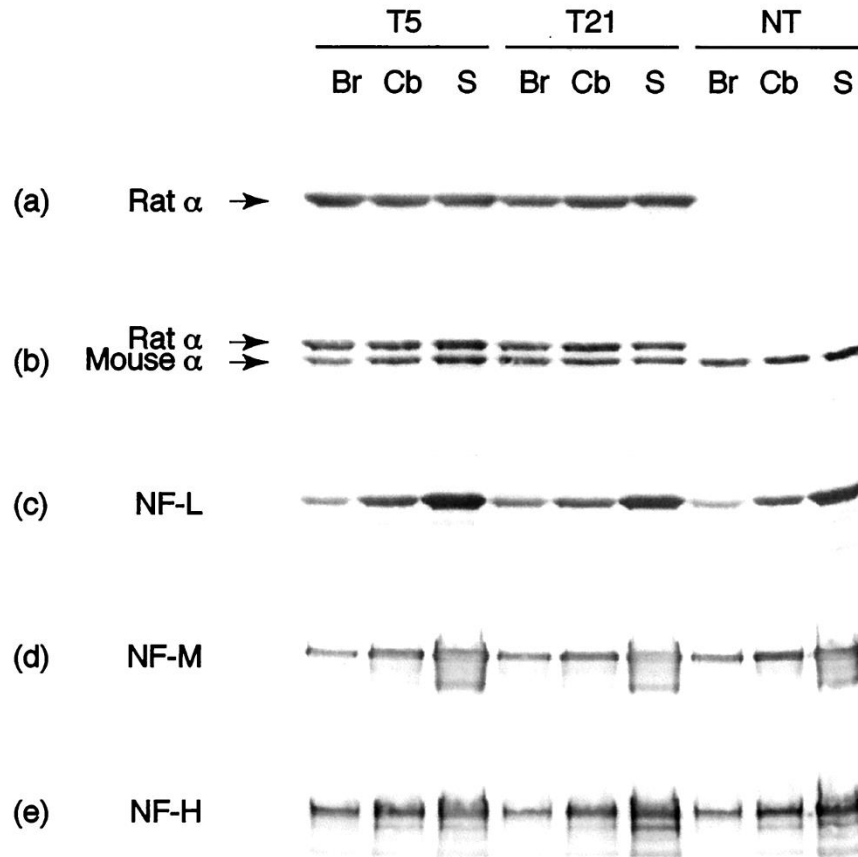 T5 T21 NT
Br Cb S Br Cb S Br Cb S
(a) Rat α
Rat α
(b) Mouse α
(c) NF-L
(d) NF-M
(e) NF-H